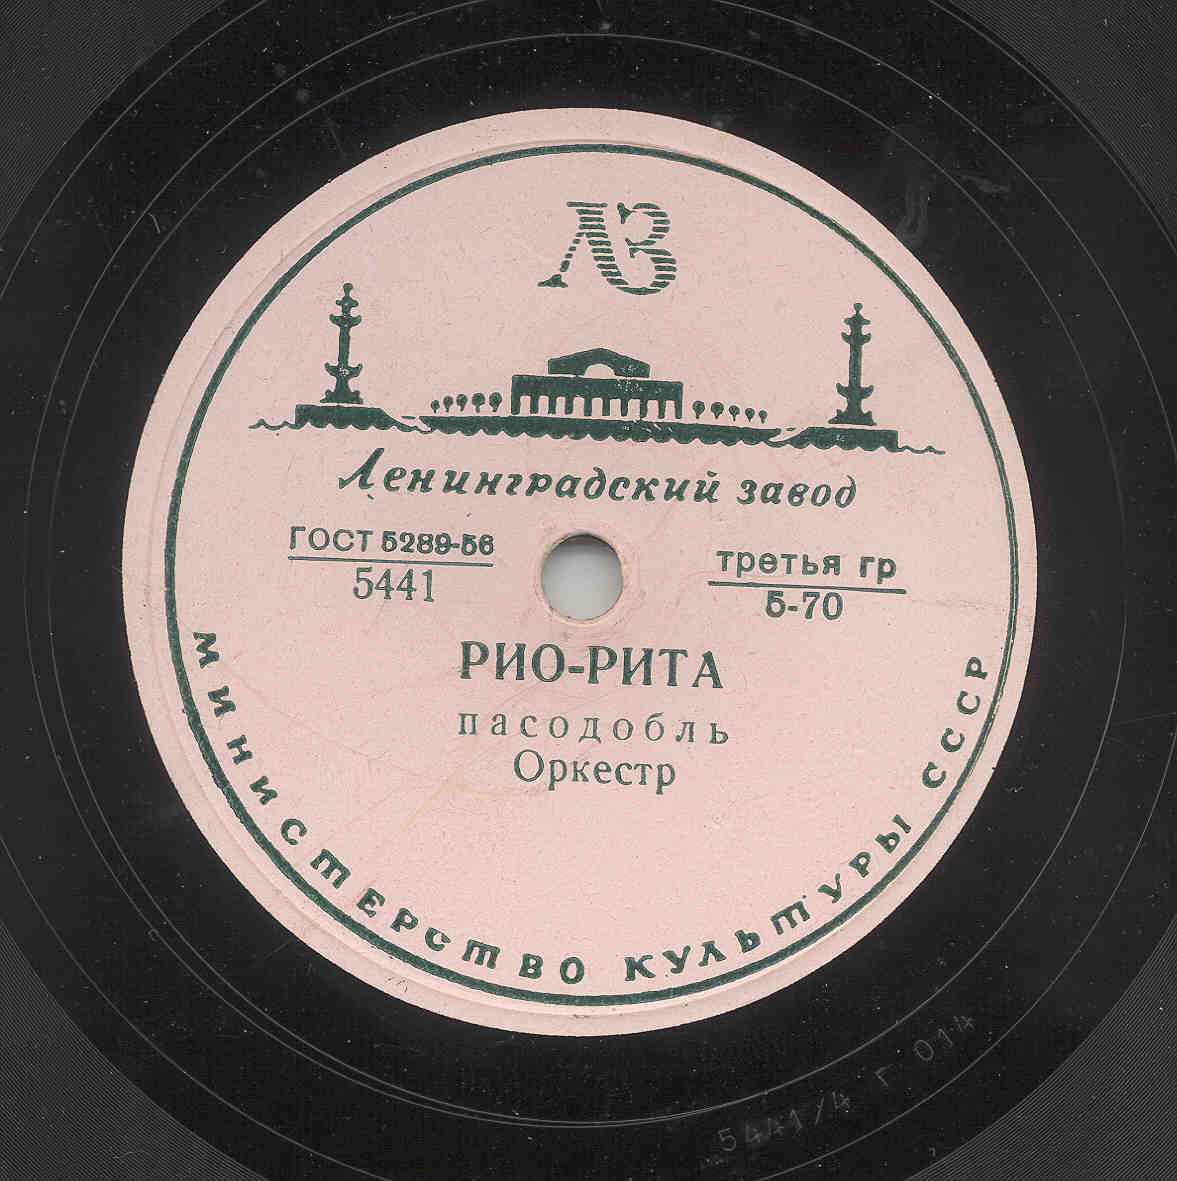 ЛЗ
Ленинградский завод
ГОСТ 5289-56
5441
третья гр
5-70
РИО-РИТА
пасодобль
Оркестр
МИНИСТЕРСТВО КУЛЬТУРЫ СССР
5441/4 Г 014